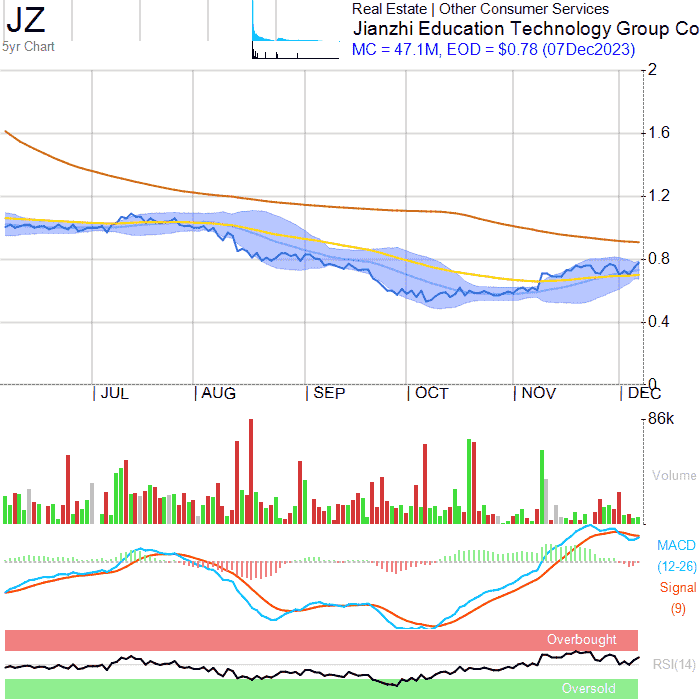 JZ
5yr Chart
Real Estate | Other Consumer Services
Jianzhi Education Technology Group Co
MC = 47.1M, EOD = $0.78 (07Dec2023)
2
1.6
1.2
0.8
0.4
0
JUL
AUG
SEP
OCT
NOV
DEC
86k
Volume
MACD
(12-26)
Signal
(9)
Overbought
RSI(14)
Oversold